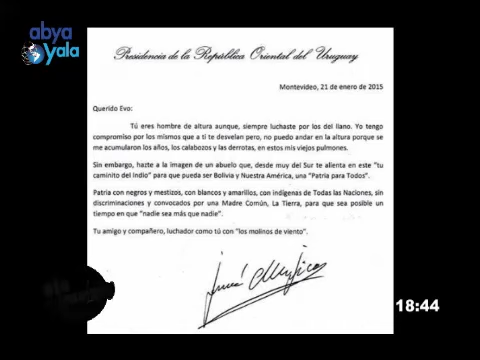 abya
yala
Presidencia de la República Oriental del Uruguay
Montevideo, 21 de enero de 2015
Querido Evo:
Tú eres hombre de altura aunque, siempre luchaste por los del llano. Yo tengo
compromiso por los mismos que a ti te desvelan pero, no puedo andar en la altura porque se
me acumularon los años, los calabozos y las derrotas, en estos mis viejos pulmones.
Sin embargo, hazte a la imagen de un abuelo que, desde muy del Sur te alienta en este "tu
caminito del Indio" para que pueda ser Bolivia y Nuestra América, una "Patria para Todos".
Patria con negros y mestizos, con blancos y amarillos, con indígenas de Todas las Naciones, sin
discriminaciones y convocados por una Madre Común, La Tierra, para que sea posible un
tiempo en que "nadie sea más que nadie".
Tu amigo y compañero, luchador como tú con "los molinos de viento".
18:44